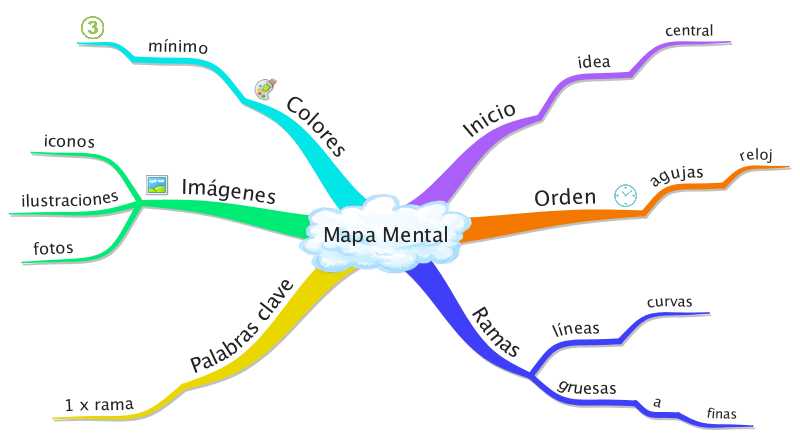 Mapa Mental
Inicio
idea
central
Orden
agujas
reloj
Ramas
líneas
curvas
gruesas
a
finas
Palabras clave
1 x rama
Imágenes
iconos
ilustraciones
fotos
Colores
mínimo
3